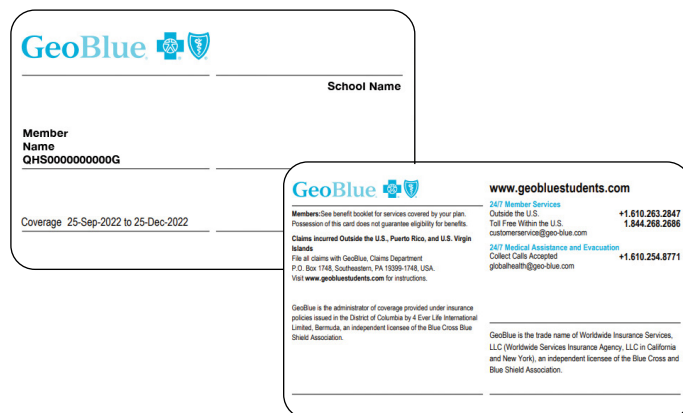 GeoBlue
School Name
Member
Name
QHS0000000000G
Coverage 25-Sep-2022 to 25-Dec-2022
GeoBlue
Members:See benefit booklet for services covered by your plan.
Possession of this card does not guarantee eligibility for benefits.
Claims incurred Outside the U.S., Puerto Rico, and U.S. Virgin
Islands
File all claims with GeoBlue, Claims Department
P.O. Box 1748, Southeastern, PA 19399-1748, USA.
Visit www.geobluestudents.com for instructions.
GeoBlue is the administrator of coverage provided under insurance
policies issued in the District of Columbia by 4 Ever Life International
Limited, Bermuda, an independent licensee of the Blue Cross Blue
Shield Association.
www.geobluestudents.com
24/7 Member Services
Outside the U.S. +1.610.263.2847
Toll Free Within the U.S. 1.844.268.2686
customerservice@geo-blue.com
24/7 Medical Assistance and Evacuation
Collect Calls Accepted +1.610.254.8771
globalhealth@geo-blue.com
GeoBlue is the trade name of Worldwide Insurance Services,
LLC (Worldwide Services Insurance Agency, LLC in California
and New York), an independent licensee of the Blue Cross and
Blue Shield Association.